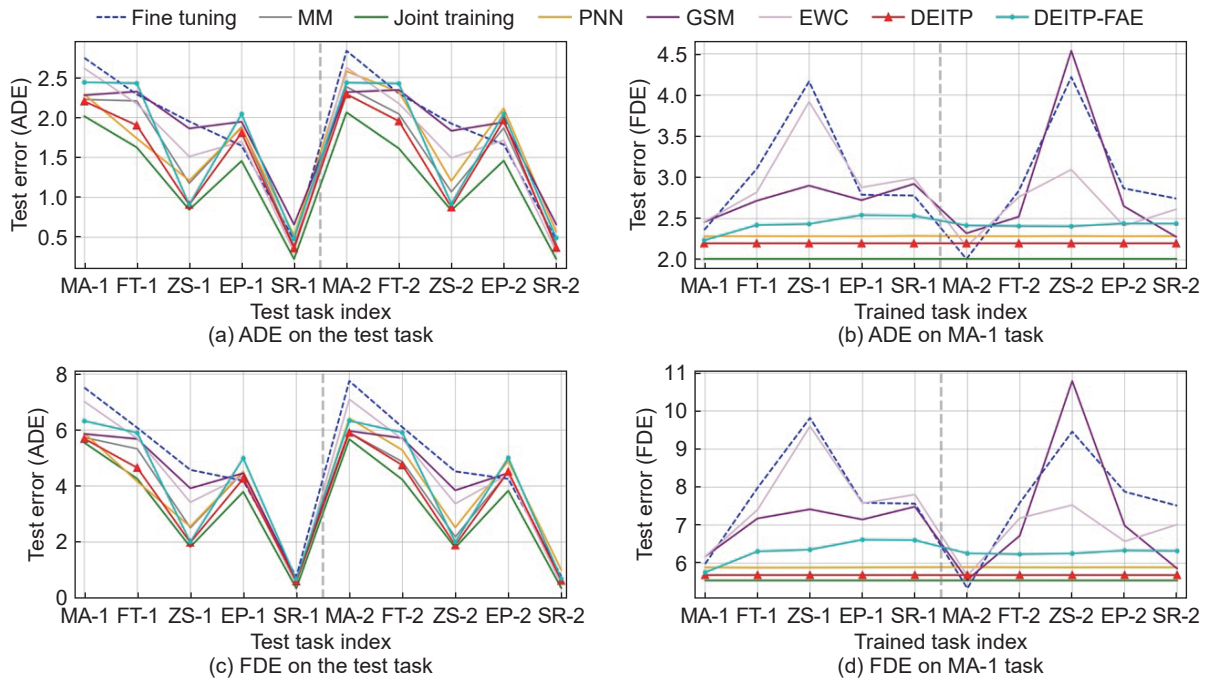 Fine tuning MM Joint training PNN GSM EWC DEITP DEITP-FAE
Test error (ADE)
2.5
2.0
1.5
1.0
0.5
MA-1 FT-1 ZS-1 EP-1 SR-1 MA-2 FT-2 ZS-2 EP-2 SR-2
Test task index
(a) ADE on the test task
Test error (FDE)
4.5
4.0
3.5
3.0
2.5
2.0
MA-1 FT-1 ZS-1 EP-1 SR-1 MA-2 FT-2 ZS-2 EP-2 SR-2
Trained task index
(b) ADE on MA-1 task
Test error (ADE)
8
6
4
2
0
MA-1 FT-1 ZS-1 EP-1 SR-1 MA-2 FT-2 ZS-2 EP-2 SR-2
Test task index
(c) FDE on the test task
Test error (FDE)
11
10
9
8
7
6
MA-1 FT-1 ZS-1 EP-1 SR-1 MA-2 FT-2 ZS-2 EP-2 SR-2
Trained task index
(d) FDE on MA-1 task